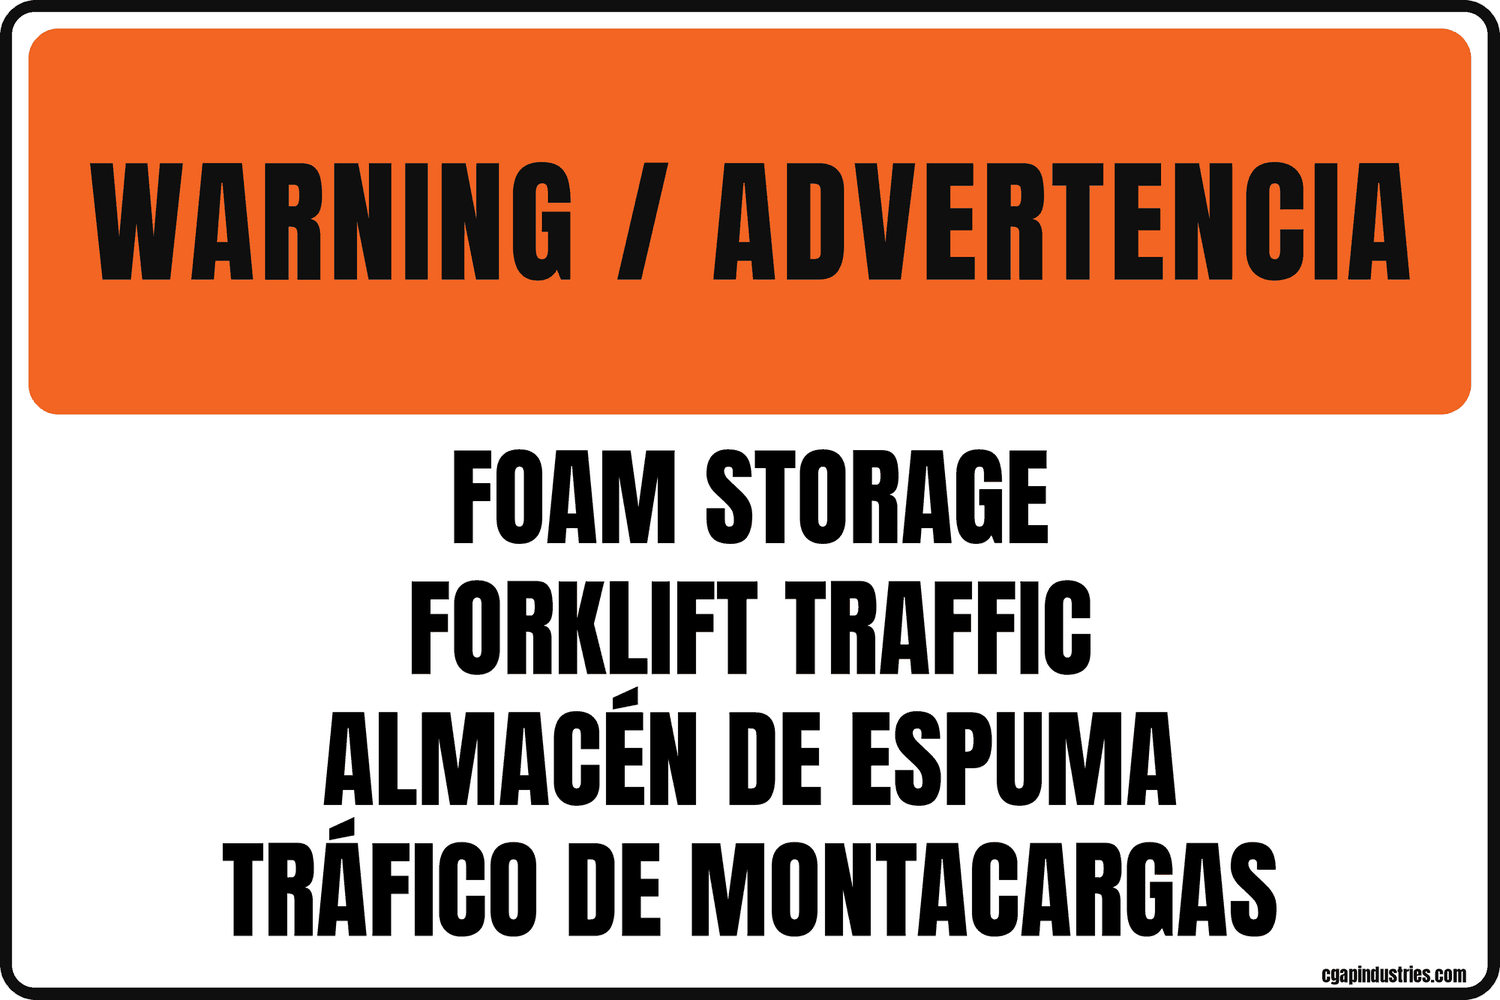 WARNING / ADVERTENCIA
FOAM STORAGE
FORKLIFT TRAFFIC
ALMACÉN DE ESPUMA
TRÁFICO DE MONTACARGAS
cgapindustries.com